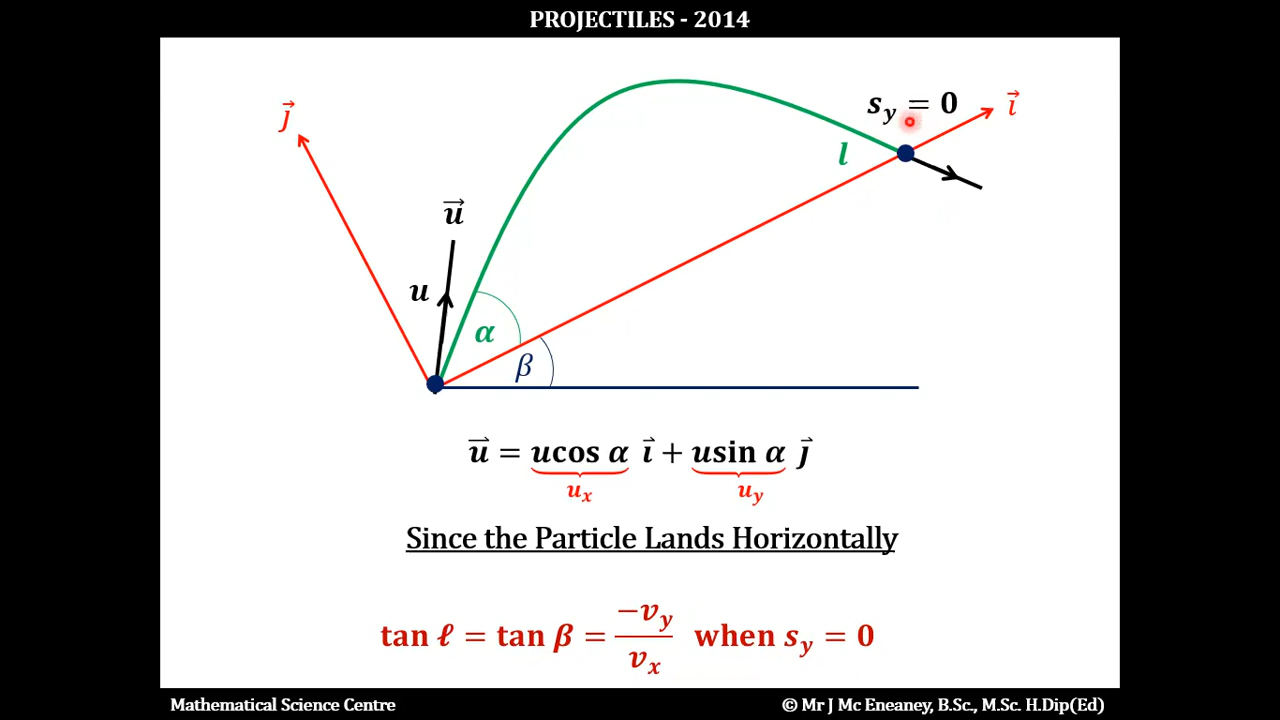 PROJECTILES - 2014
s_y = 0
i⃗
j⃗
l
u⃗
u
α
β
u⃗ = ucos α i⃗ + usin α j⃗
u_x u_y
Since the Particle Lands Horizontally
tan ℓ = tan β = −v_y / v_x when s_y = 0
Mathematical Science Centre
© Mr J Mc Eneaney, B.Sc., M.Sc. H.Dip(Ed)